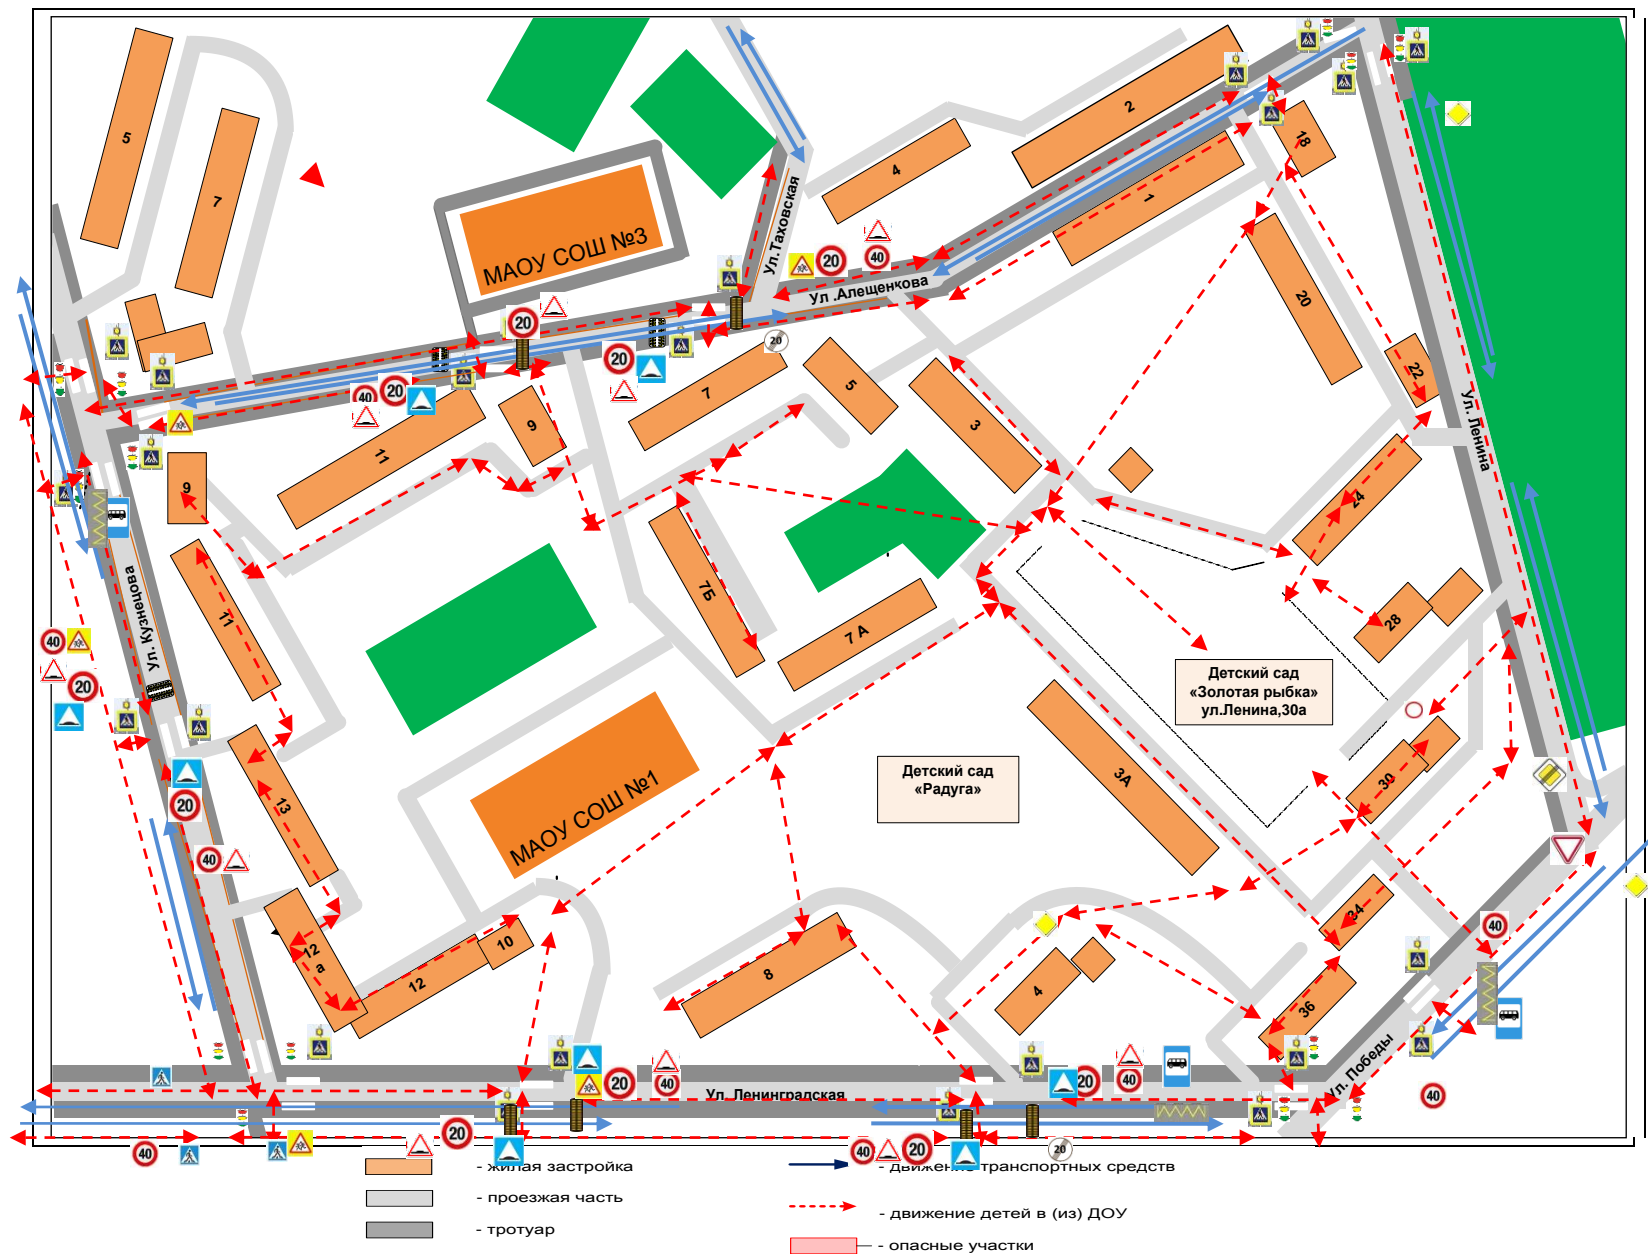 5
7
МАОУ СОШ №3
Ул.Таховская
4
2
1
18
20
22
Ул .Алещенкова
20
40
20
20
20
40
20
7
5
3
9
11
9
11
7Б
7 А
24
28
Ул. Ленина
Ул. Кузнецова
40
20
20
40
13
12
а
12
10
МАОУ СОШ №1
8
4
Детский сад
«Золотая рыбка»
ул.Ленина,30а
Детский сад
«Радуга»
3А
30
34
36
40
40
Ул. Победы
Ул. Ленинградская
20
40
20
40
40
20
40
20
20
- жилая застройка
- проезжая часть
- тротуар
- движение транспортных средств
- движение детей в (из) ДОУ
- опасные участки